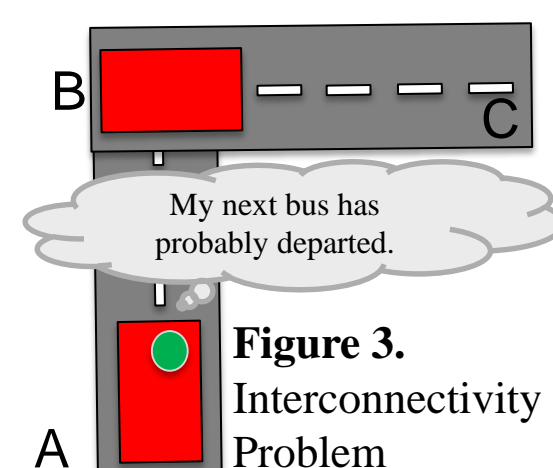 B
C
My next bus has
probably departed.
Figure 3.
Interconnectivity
Problem
A